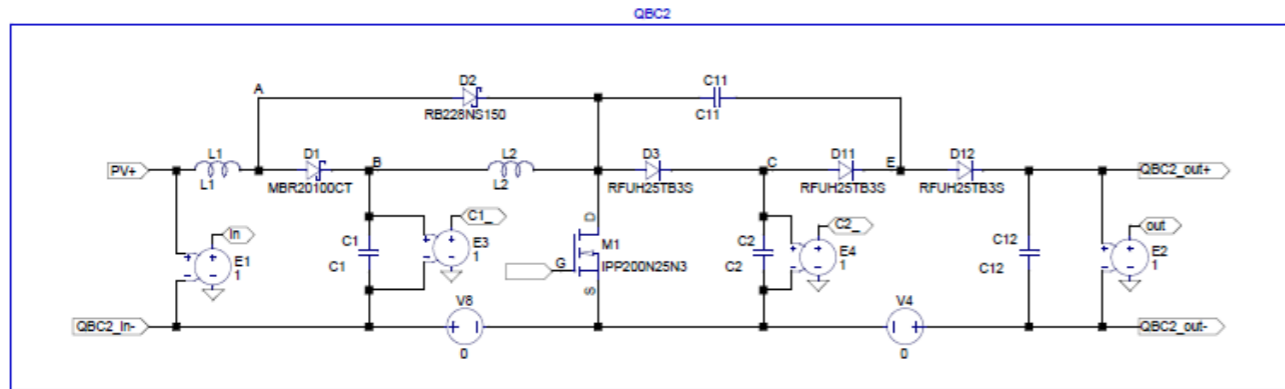 QBC2
A
D2
RB228NS150
C11
C11
PV+
L1
L1
D1
MBR20100CT
B
L2
L2
D3
RFUH25TB3S
C
D11
RFUH25TB3S
E
D12
RFUH25TB3S
QBC2_out+
in
E1
1
C1
C1
C1_
E3
1
D
G
S
M1
IPP200N25N3
C2
C2
C2_
E4
1
C12
C12
out
E2
1
QBC2_in-
V8
0
V4
0
QBC2_out-